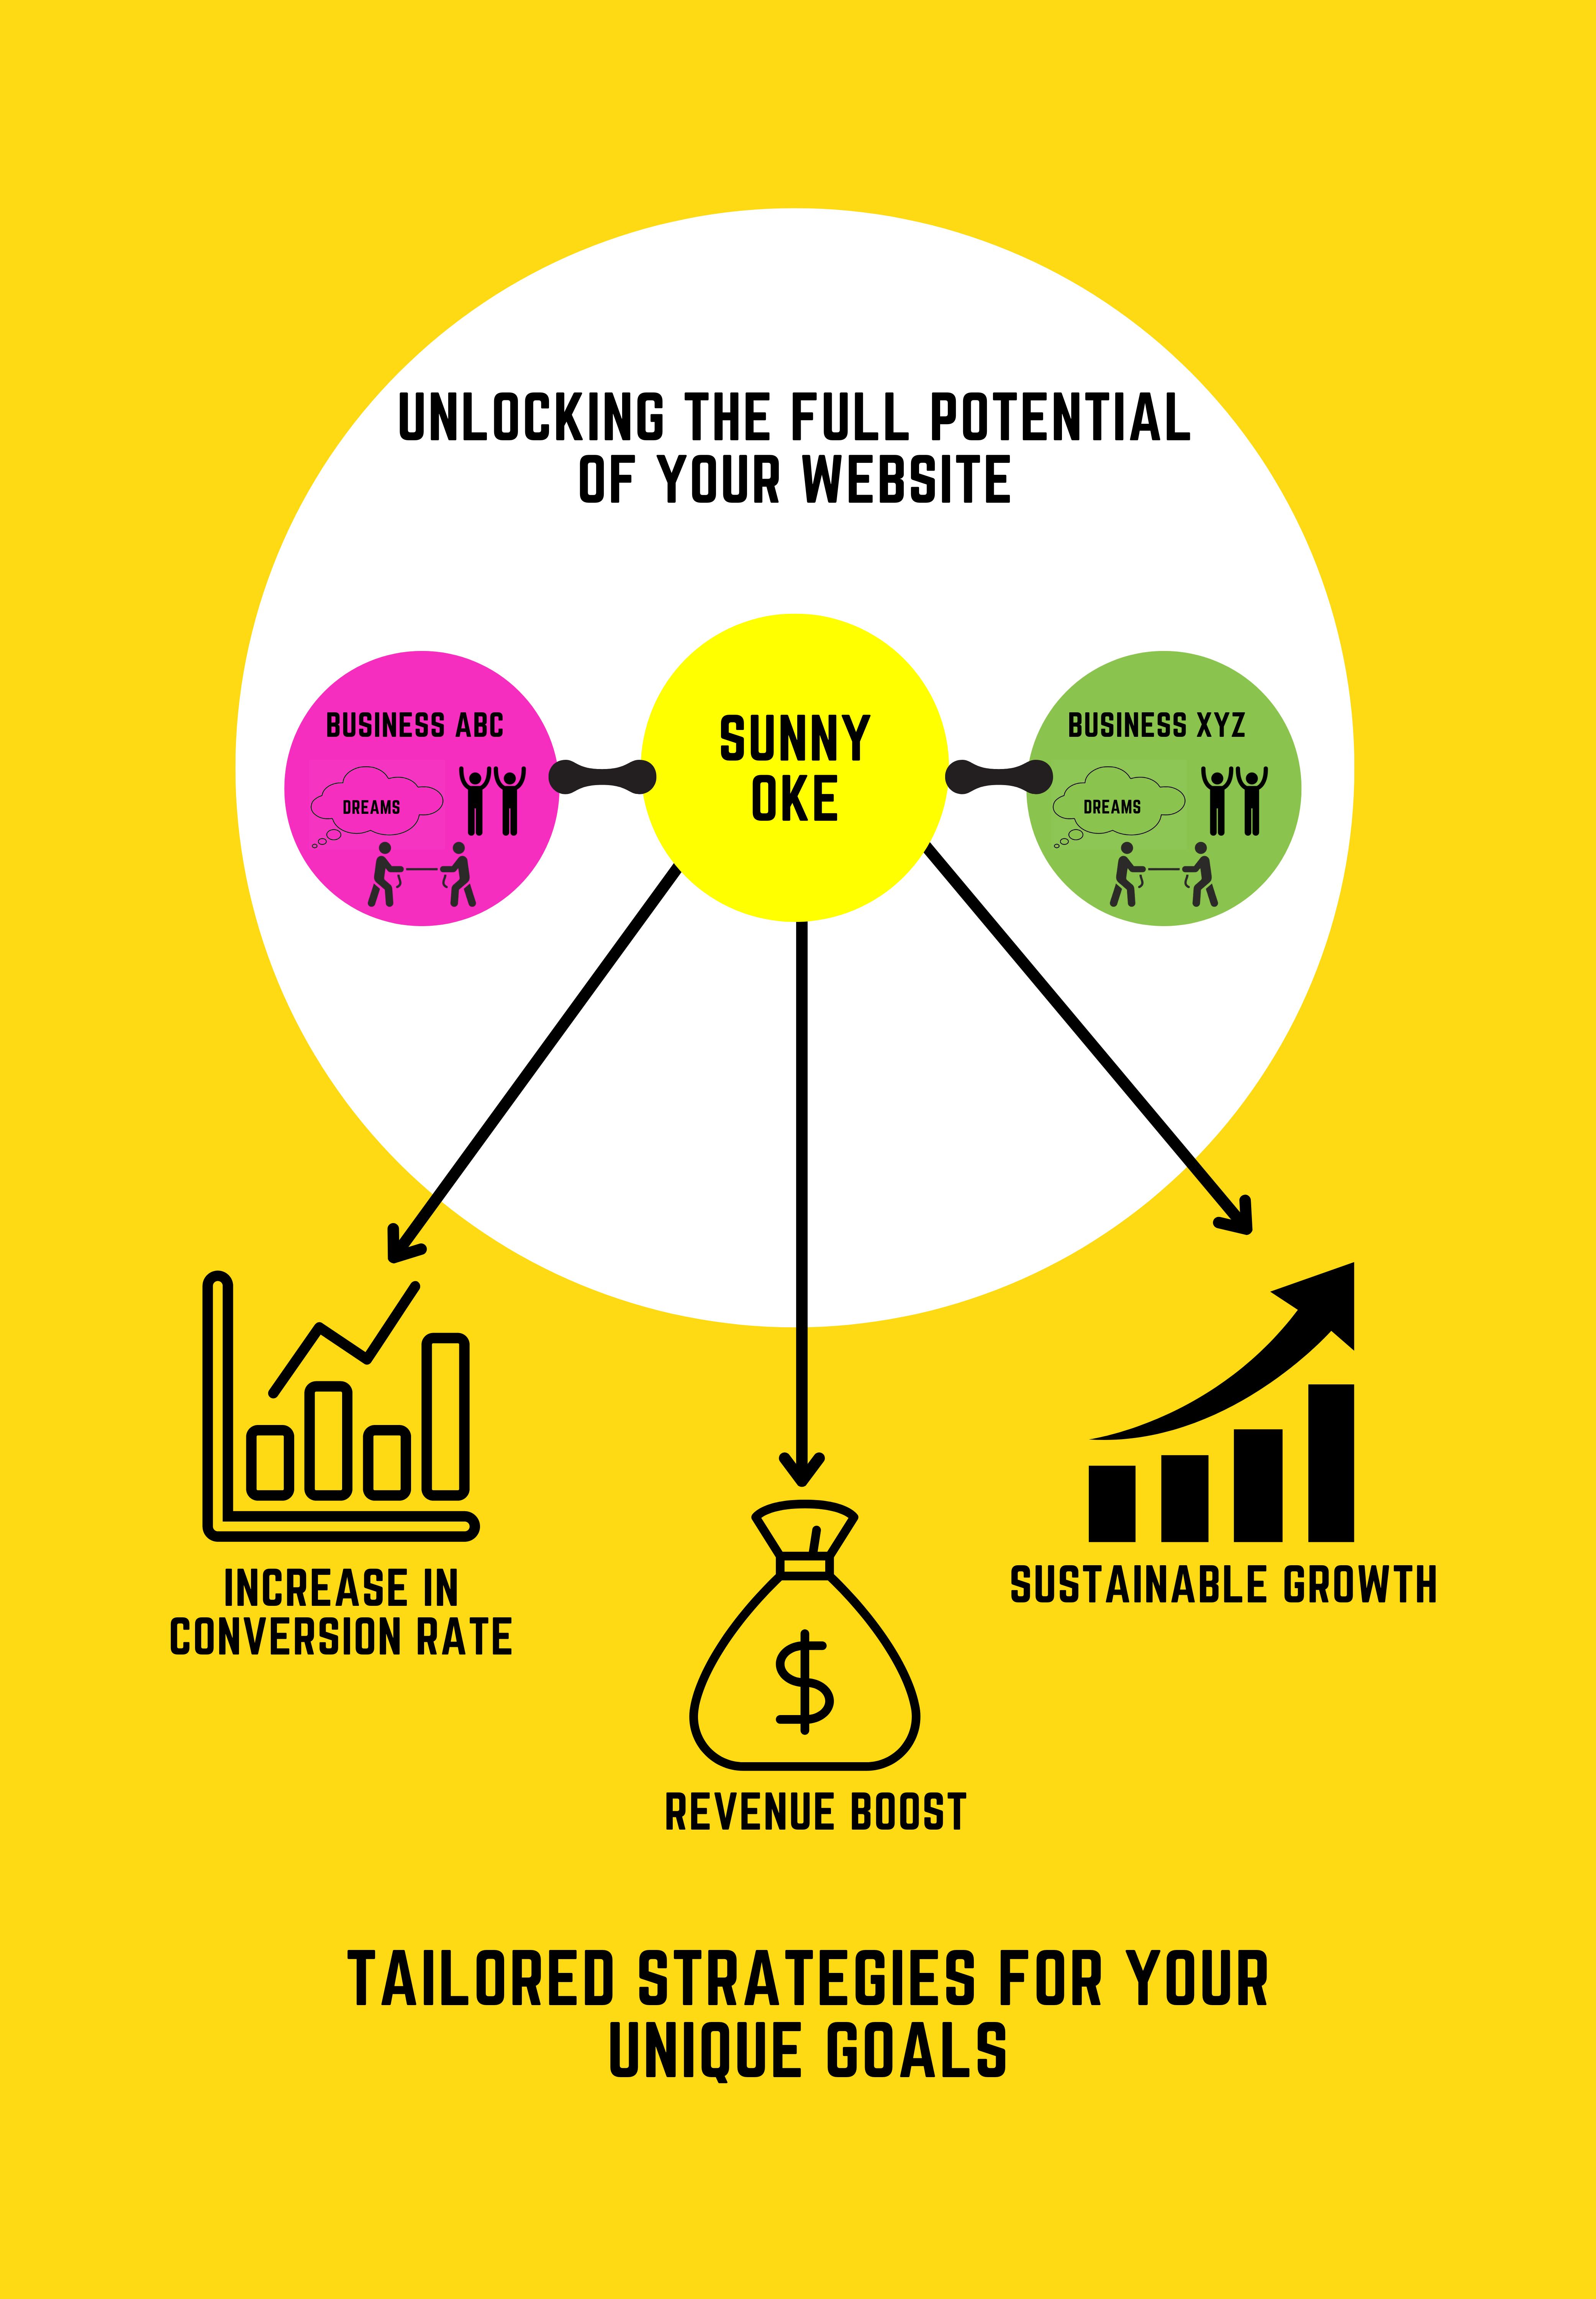 UNLOCKING THE FULL POTENTIAL
OF YOUR WEBSITE
BUSINESS ABC
DREAMS
SUNNY
OKE
BUSINESS XYZ
DREAMS
INCREASE IN
CONVERSION RATE
$
REVENUE BOOST
SUSTAINABLE GROWTH
TAILORED STRATEGIES FOR YOUR
UNIQUE GOALS